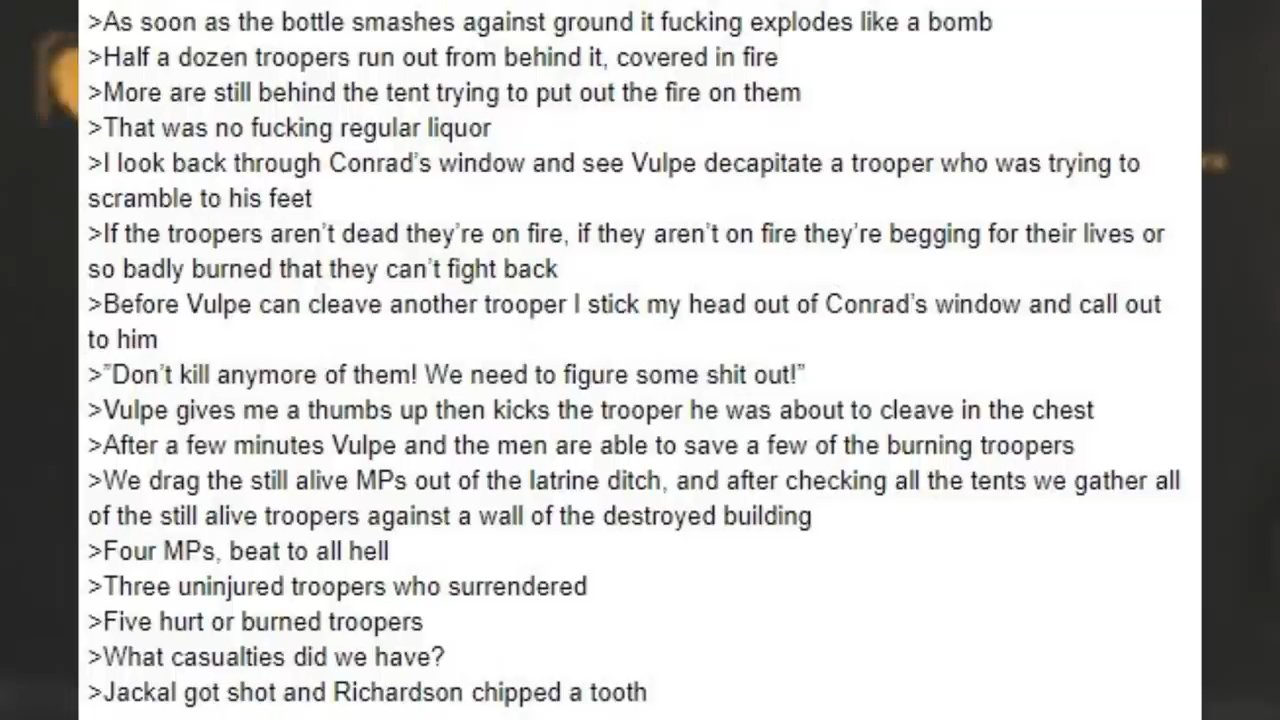 >As soon as the bottle smashes against ground it fucking explodes like a bomb
>Half a dozen troopers run out from behind it, covered in fire
>More are still behind the tent trying to put out the fire on them
>That was no fucking regular liquor
>I look back through Conrad's window and see Vulpe decapitate a trooper who was trying to
scramble to his feet
>If the troopers aren't dead they're on fire, if they aren't on fire they're begging for their lives or
so badly burned that they can't fight back
>Before Vulpe can cleave another trooper I stick my head out of Conrad's window and call out
to him
>"Don't kill anymore of them! We need to figure some shit out!"
>Vulpe gives me a thumbs up then kicks the trooper he was about to cleave in the chest
>After a few minutes Vulpe and the men are able to save a few of the burning troopers
>We drag the still alive MPs out of the latrine ditch, and after checking all the tents we gather all
of the still alive troopers against a wall of the destroyed building
>Four MPs, beat to all hell
>Three uninjured troopers who surrendered
>Five hurt or burned troopers
>What casualties did we have?
>Jackal got shot and Richardson chipped a tooth